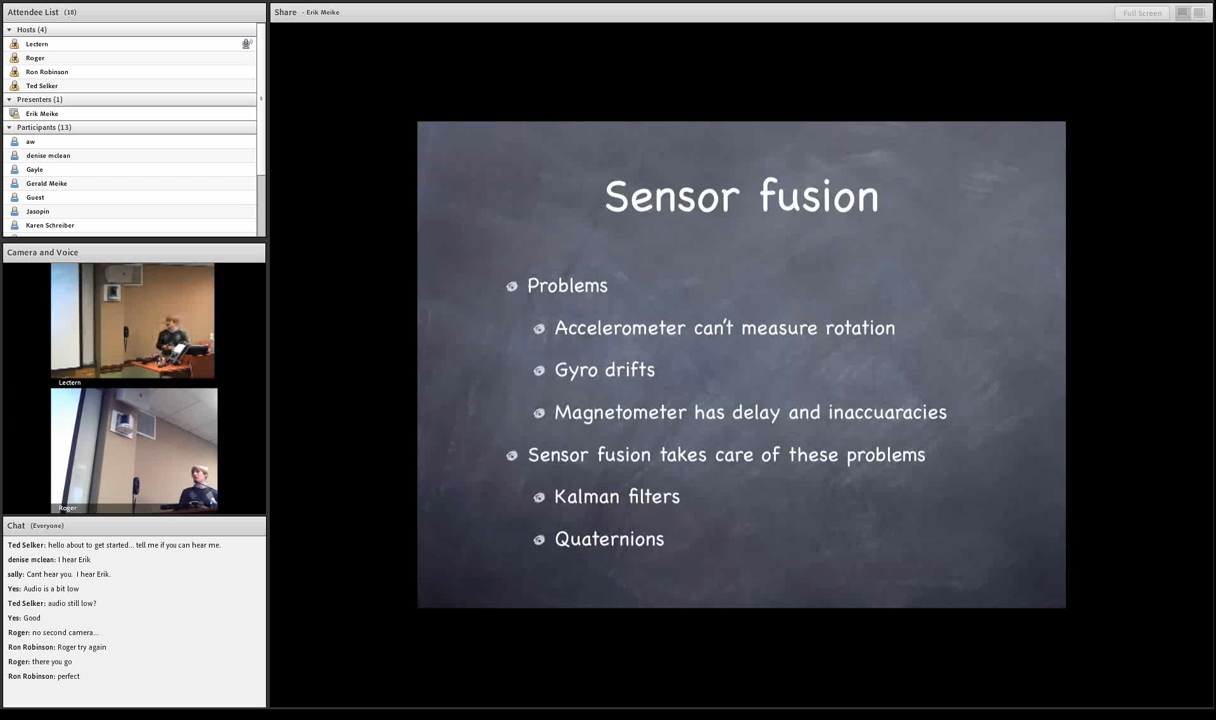 Attendee List (18)
Hosts (4)
Lectern
Roger
Ron Robinson
Ted Selker
Presenters (1)
Erik Meike
Participants (13)
aw
denise mclean
Gayle
Gerald Meike
Guest
Jasopin
Karen Schreiber
Camera and Voice
Lectern
Roger
Chat (Everyone)
Ted Selker: hello about to get started... tell me if you can hear me.
denise mclean: I hear Erik
sally: Cant hear you. I hear Erik.
Yes: Audio is a bit low
Ted Selker: audio still low?
Yes: Good
Roger: no second camera...
Ron Robinson: Roger try again
Roger: there you go
Ron Robinson: perfect
Share - Erik Meike
Full Screen
Sensor fusion
Problems
Accelerometer can't measure rotation
Gyro drifts
Magnetometer has delay and inaccuaracies
Sensor fusion takes care of these problems
Kalman filters
Quaternions